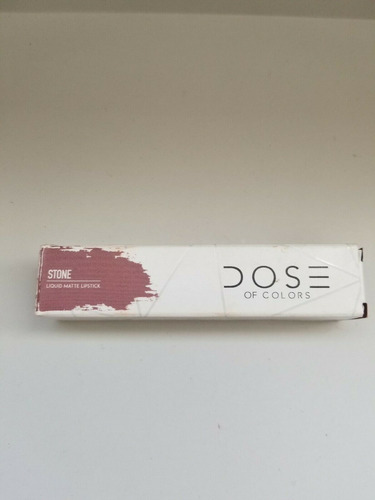 STONE
LIQUID MATTE LIPSTICK
DOSE
OF COLORS